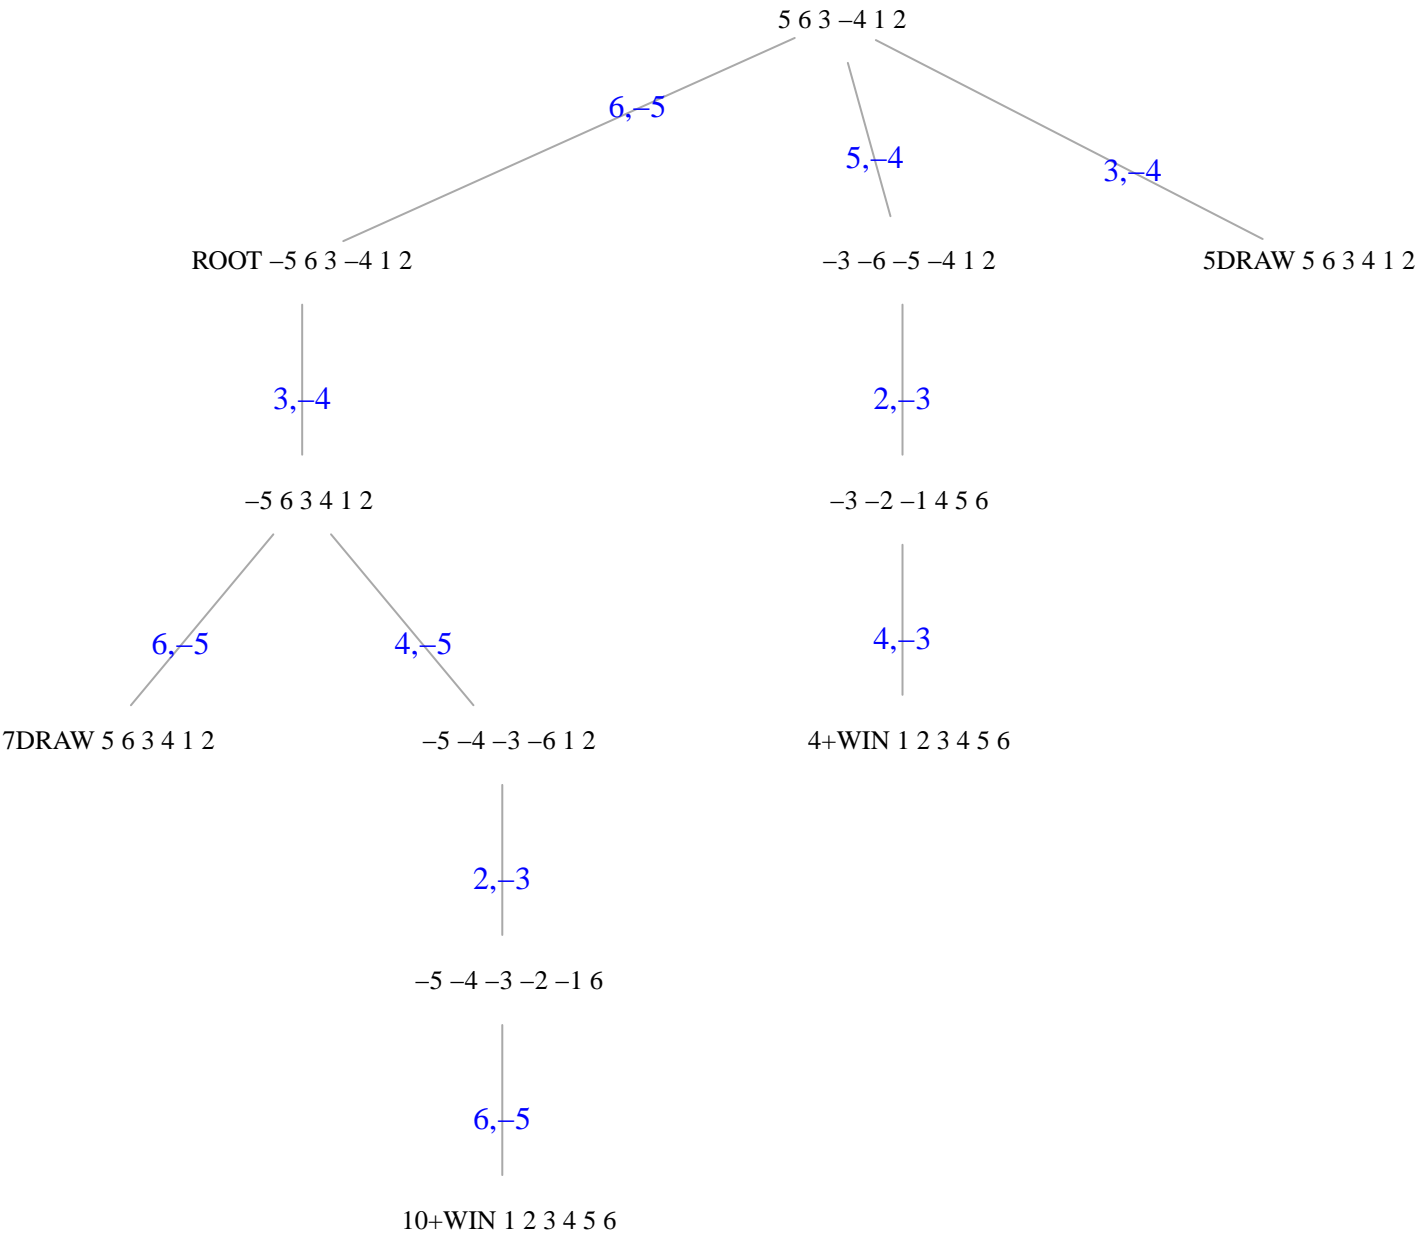 5 6 3 –4 1 2
6,–5
5,–4
3,–4
ROOT –5 6 3 –4 1 2
–3 –6 –5 –4 1 2
5DRAW 5 6 3 4 1 2
3,–4
2,–3
–5 6 3 4 1 2
–3 –2 –1 4 5 6
6,–5
4,–5
4,–3
7DRAW 5 6 3 4 1 2
–5 –4 –3 –6 1 2
4+WIN 1 2 3 4 5 6
2,–3
–5 –4 –3 –2 –1 6
6,–5
10+WIN 1 2 3 4 5 6